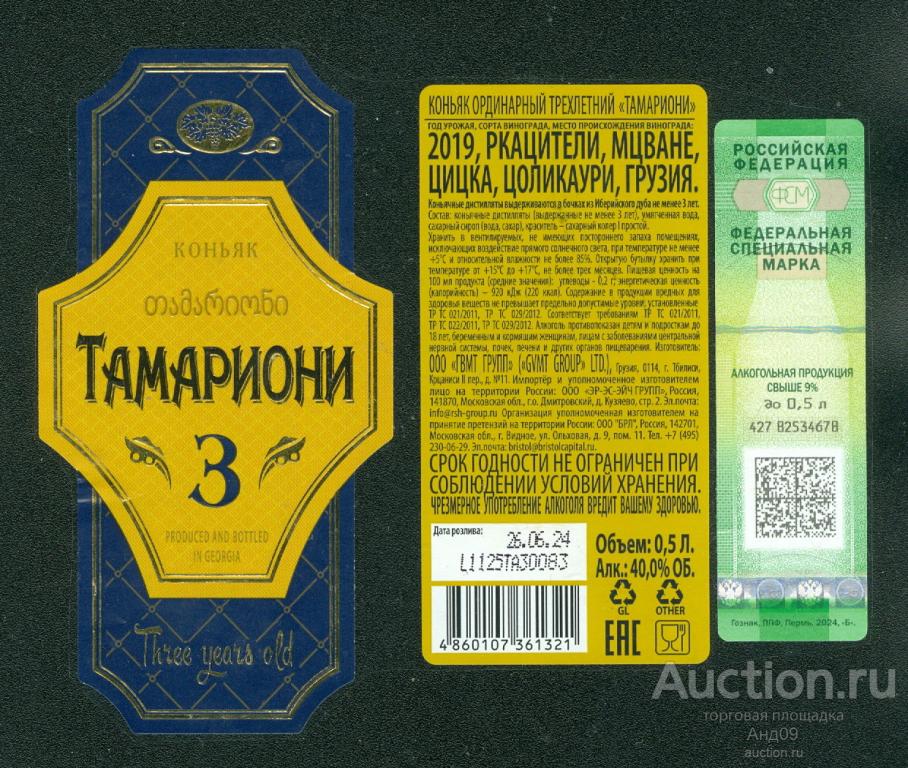 КОНЬЯК
თამარიონი
ТАМАРИОНИ
3
PRODUCED AND BOTTLED
IN GEORGIA
Three years old
КОНЬЯК ОРДИНАРНЫЙ ТРЕХЛЕТНИЙ «ТАМАРИОНИ»
ГОД УРОЖАЯ, СОРТА ВИНОГРАДА, МЕСТО ПРОИСХОЖДЕНИЯ ВИНОГРАДА:
2019, РКАЦИТЕЛИ, МЦВАНЕ,
ЦИЦКА, ЦОЛИКАУРИ, ГРУЗИЯ.
Коньячные дистилляты выдерживаются в бочках из Иберийского дуба не менее 3 лет.
Состав: коньячные дистилляты (выдержанные не менее 3 лет), умягченная вода,
сахарный сироп (вода, сахар), краситель – сахарный колер I простой.
Хранить в вентилируемых, не имеющих постороннего запаха помещениях,
исключающих воздействие прямого солнечного света, при температуре не менее
+5°С и относительной влажности не более 85%. Открытую бутылку хранить при
температуре от +15°С до +17°С, не более трех месяцев. Пищевая ценность на
100 мл продукта (средние значения): углеводы - 0,2 г; энергетическая ценность
(калорийность) – 920 кДж (220 ккал). Содержание в продукции вредных для
здоровья веществ не превышает предельно допустимые уровни, установленные
ТР ТС 021/2011, ТР ТС 029/2012. Соответствует требованиям ТР ТС 021/2011,
ТР ТС 022/2011, ТР ТС 029/2012. Алкоголь противопоказан детям и подросткам до
18 лет, беременным и кормящим женщинам, лицам с заболеваниями центральной
нервной системы, почек, печени и других органов пищеварения. Изготовитель:
ООО «ГВМТ ГРУПП» («GVMT GROUP» LTD.), Грузия, 0114, г. Тбилиси,
Крцаниси II пер., д. №11. Импортёр и уполномоченное изготовителем
лицо на территории России: ООО «ЭР-ЭС-ЭЙЧ ГРУПП», Россия,
141870, Московская обл., г.о. Дмитровский, д. Кузяево, стр. 2. Эл.почта:
info@rsh-group.ru Организация уполномоченная изготовителем на
принятие претензий на территории России: ООО "БРЛ", Россия, 142701,
Московская обл., г. Видное, ул. Ольховая, д. 9, пом. 11. Тел. +7 (495)
230-06-29. Эл.почта: bristol@bristolcapital.ru.
СРОК ГОДНОСТИ НЕ ОГРАНИЧЕН ПРИ
СОБЛЮДЕНИИ УСЛОВИЙ ХРАНЕНИЯ.
ЧРЕЗМЕРНОЕ УПОТРЕБЛЕНИЕ АЛКОГОЛЯ ВРЕДИТ ВАШЕМУ ЗДОРОВЬЮ.
Дата розлива:
26.06.24
L1125TA30083
Объем: 0,5 Л.
Алк.: 40,0% ОБ.
GL
OTHER
4 860107 361321
EAC
РОССИЙСКАЯ
ФЕДЕРАЦИЯ
ФСМ
ФЕДЕРАЛЬНАЯ
СПЕЦИАЛЬНАЯ
МАРКА
АЛКОГОЛЬНАЯ ПРОДУКЦИЯ
СВЫШЕ 9%
до 0,5 л
427 82534678
Гознак, ППФ, Пермь, 2024, «Б».
Auction.ru
торговая площадка
Анд09
auction.ru